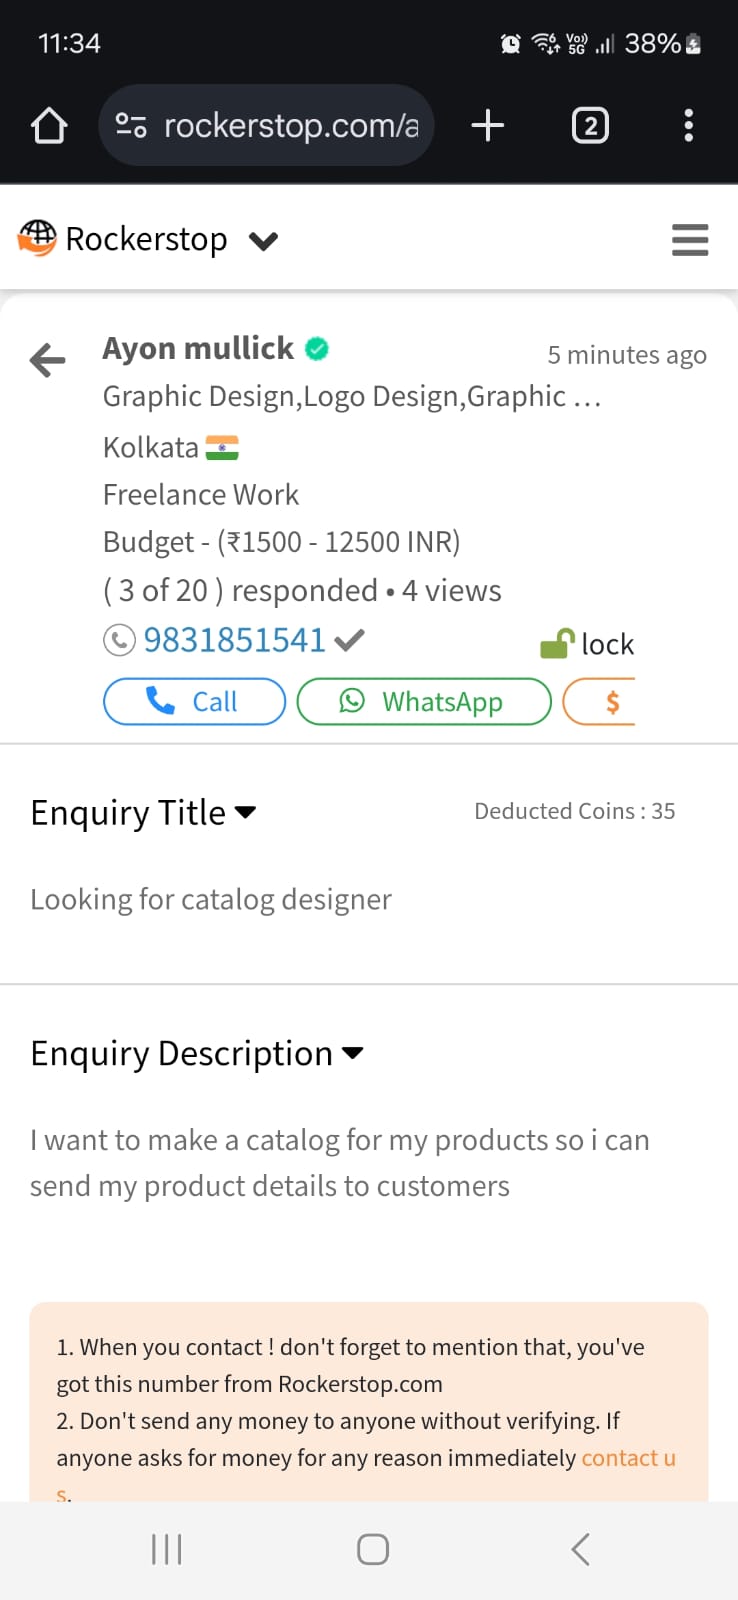 11:34
Vo)) 5G 38%
rockerstop.com/a
2
Rockerstop
Ayon mullick
5 minutes ago
Graphic Design,Logo Design,Graphic ...
Kolkata
Freelance Work
Budget - (₹1500 - 12500 INR)
( 3 of 20 ) responded • 4 views
9831851541
lock
Call
WhatsApp
$
Enquiry Title
Deducted Coins : 35
Looking for catalog designer
Enquiry Description
I want to make a catalog for my products so i can
send my product details to customers
1. When you contact ! don't forget to mention that, you've
got this number from Rockerstop.com
2. Don't send any money to anyone without verifying. If
anyone asks for money for any reason immediately contact u
s.